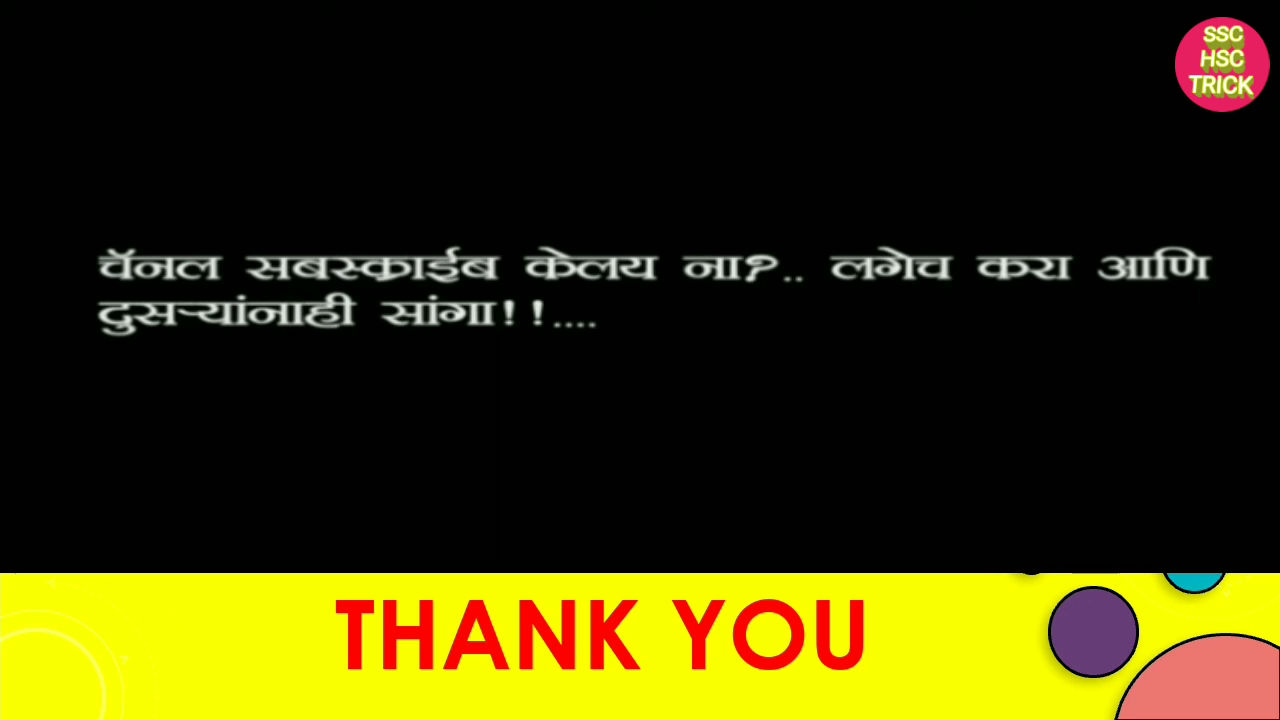 SSC
HSC
TRICK
चॅनल सबस्क्राईब केलय ना?.. लगेच करा आणि
दुसऱ्यांनाही सांगा!!....
THANK YOU